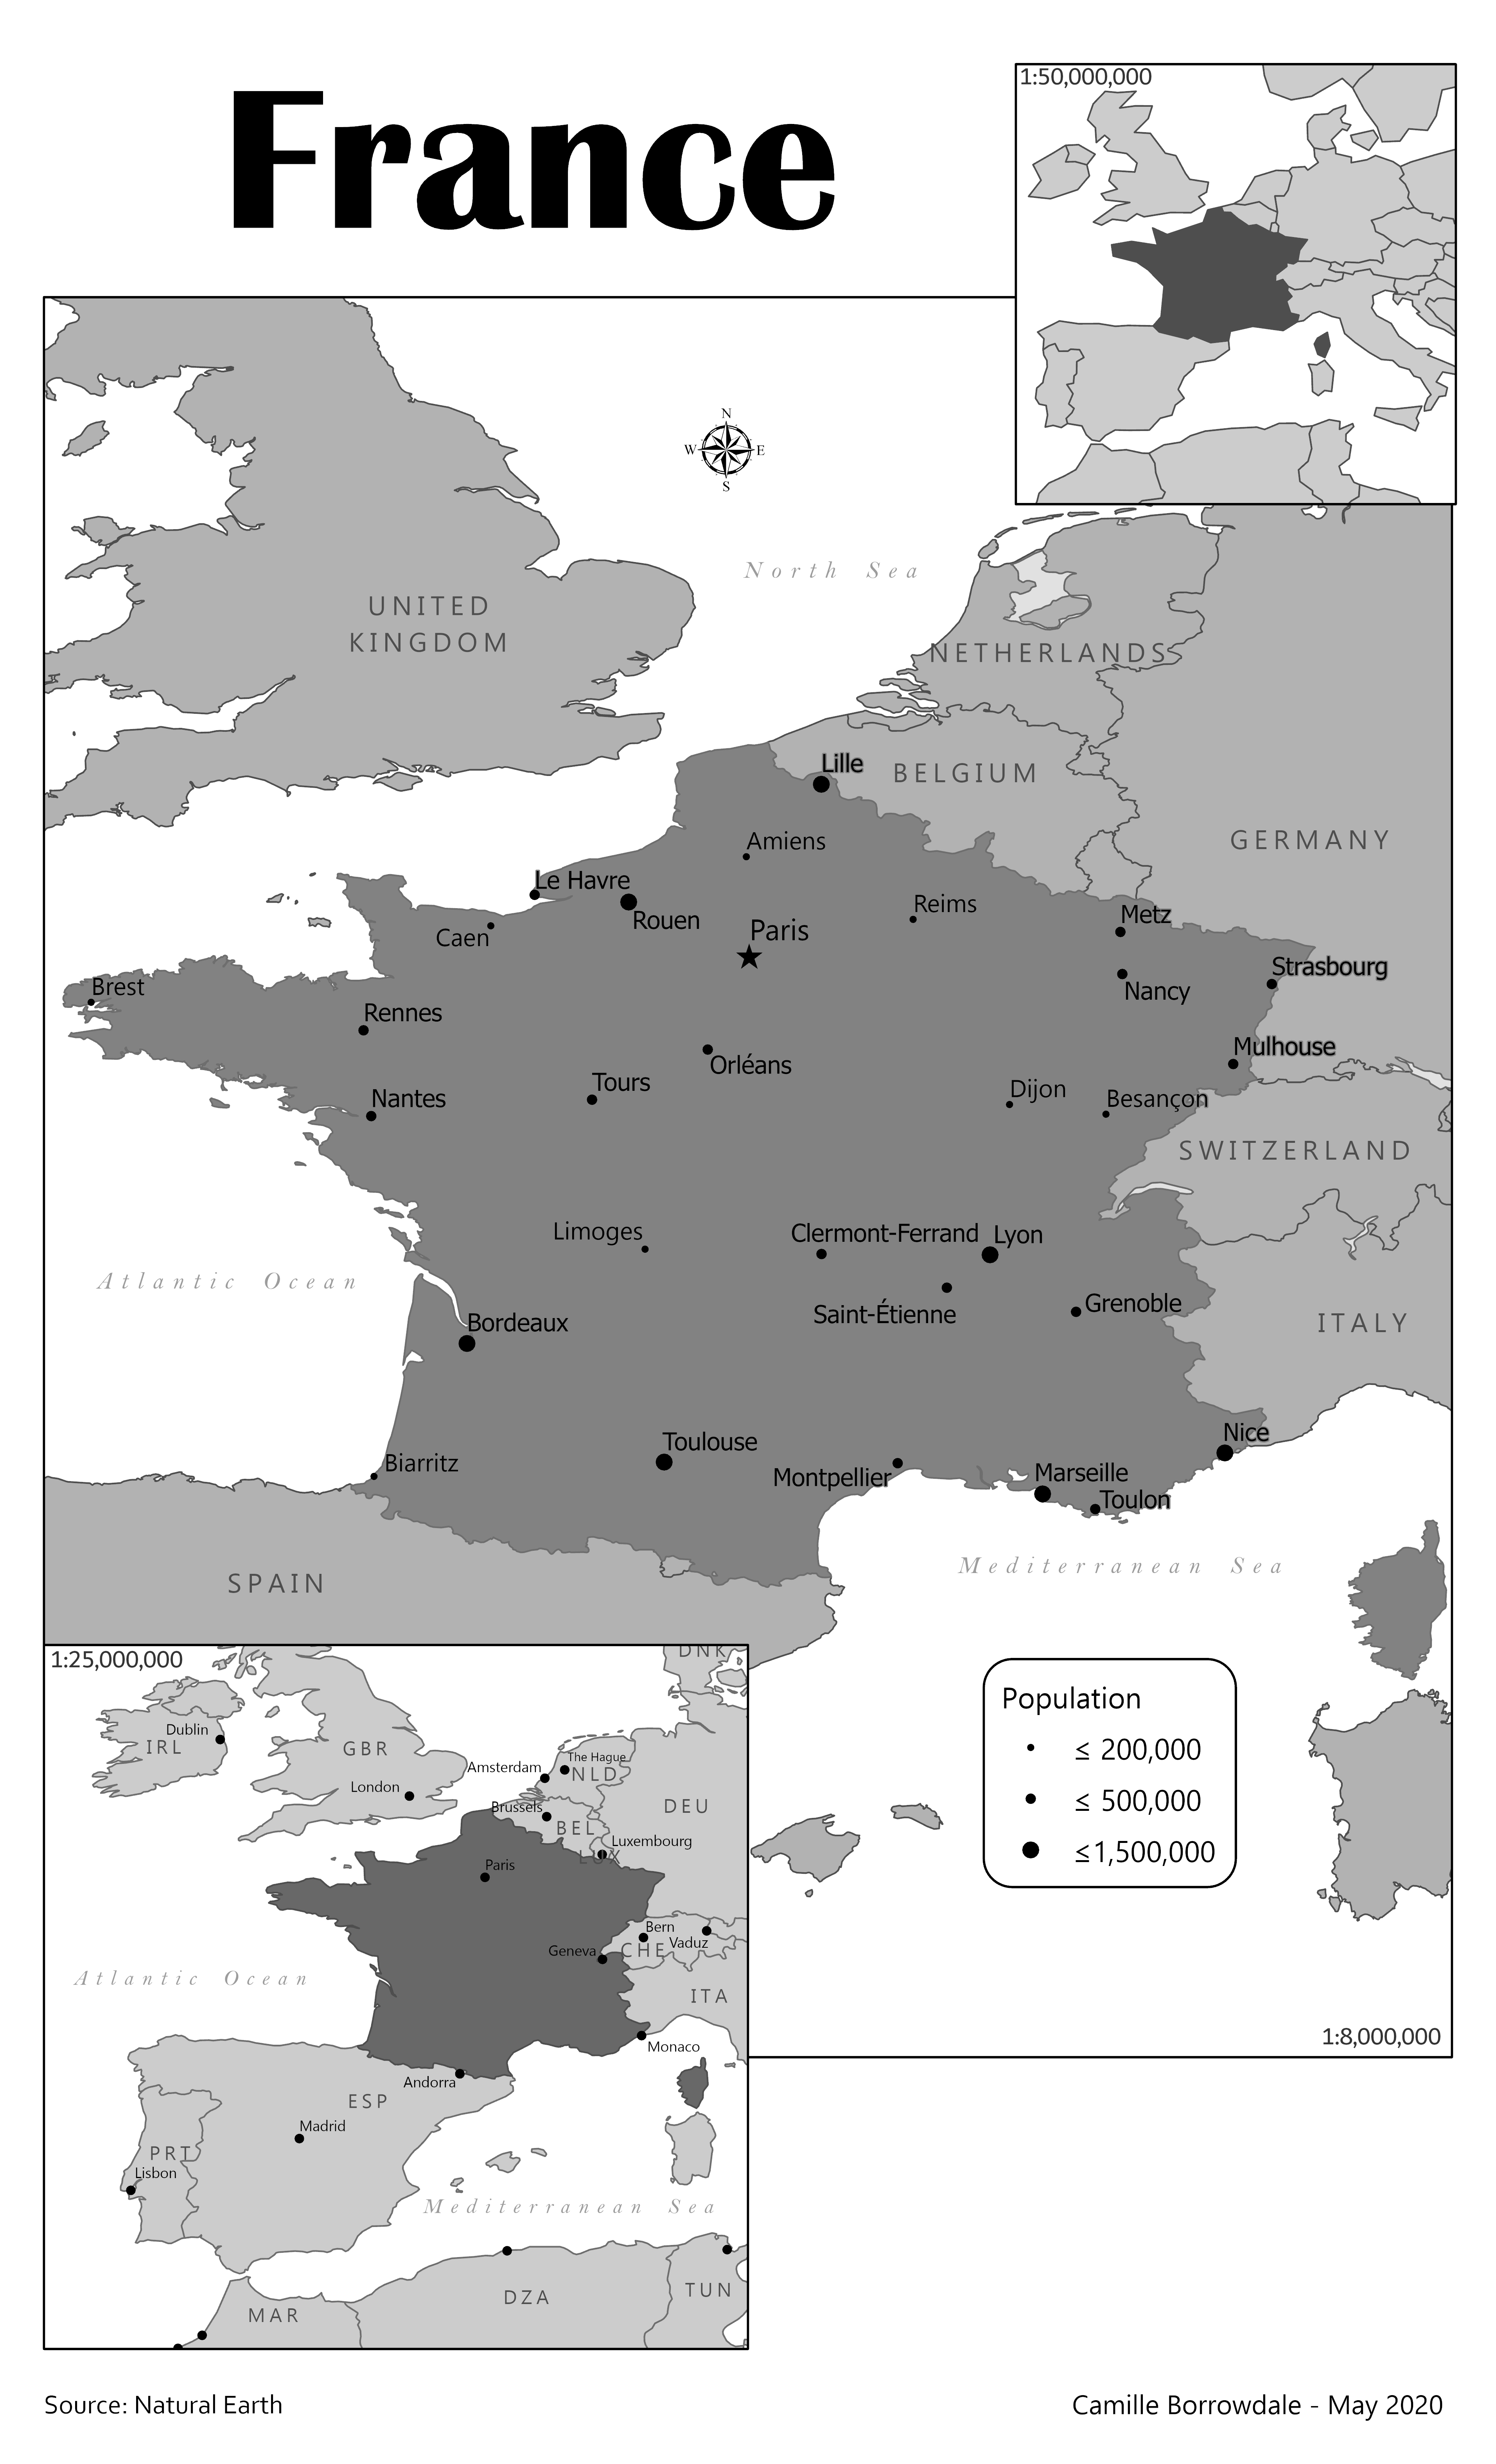 France
1:50,000,000
N
W E
S
North Sea
UNITED
KINGDOM
NETHERLANDS
Lille
BELGIUM
GERMANY
Amiens
Le Havre
Rouen
Reims
Metz
Caen
Paris
Strasbourg
Brest
Nancy
Rennes
Mulhouse
Orléans
Tours
Dijon
Besançon
Nantes
SWITZERLAND
Limoges
Clermont-Ferrand
Lyon
Atlantic Ocean
Saint-Étienne
Grenoble
Bordeaux
ITALY
Nice
Toulouse
Biarritz
Montpellier
Marseille
Toulon
Mediterranean Sea
SPAIN
1:25,000,000
DNK
Dublin
IRL
GBR
The Hague
Amsterdam
NLD
London
Brussels
DEU
BEL
Luxembourg
LUX
Paris
Bern
Vaduz
Geneva
CHE
Atlantic Ocean
ITA
Monaco
Andorra
ESP
Madrid
PRT
Lisbon
Mediterranean Sea
TUN
DZA
MAR
Population
≤ 200,000
≤ 500,000
≤1,500,000
1:8,000,000
Source: Natural Earth
Camille Borrowdale - May 2020